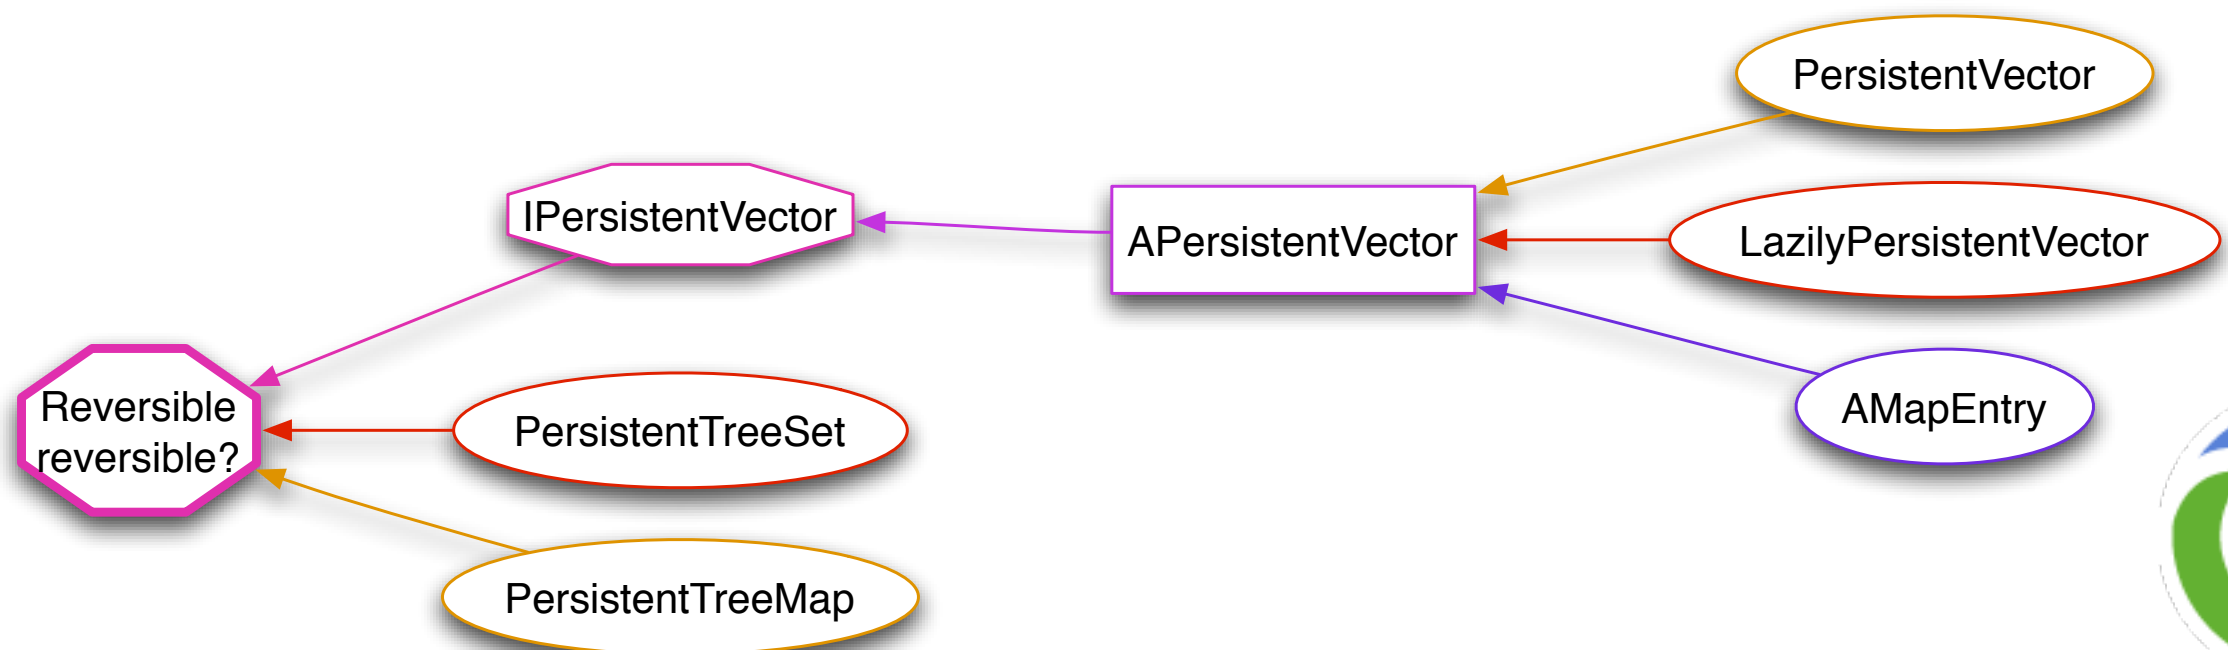 PersistentVector
IPersistentVector
APersistentVector
LazilyPersistentVector
Reversible
reversible?
PersistentTreeSet
AMapEntry
PersistentTreeMap